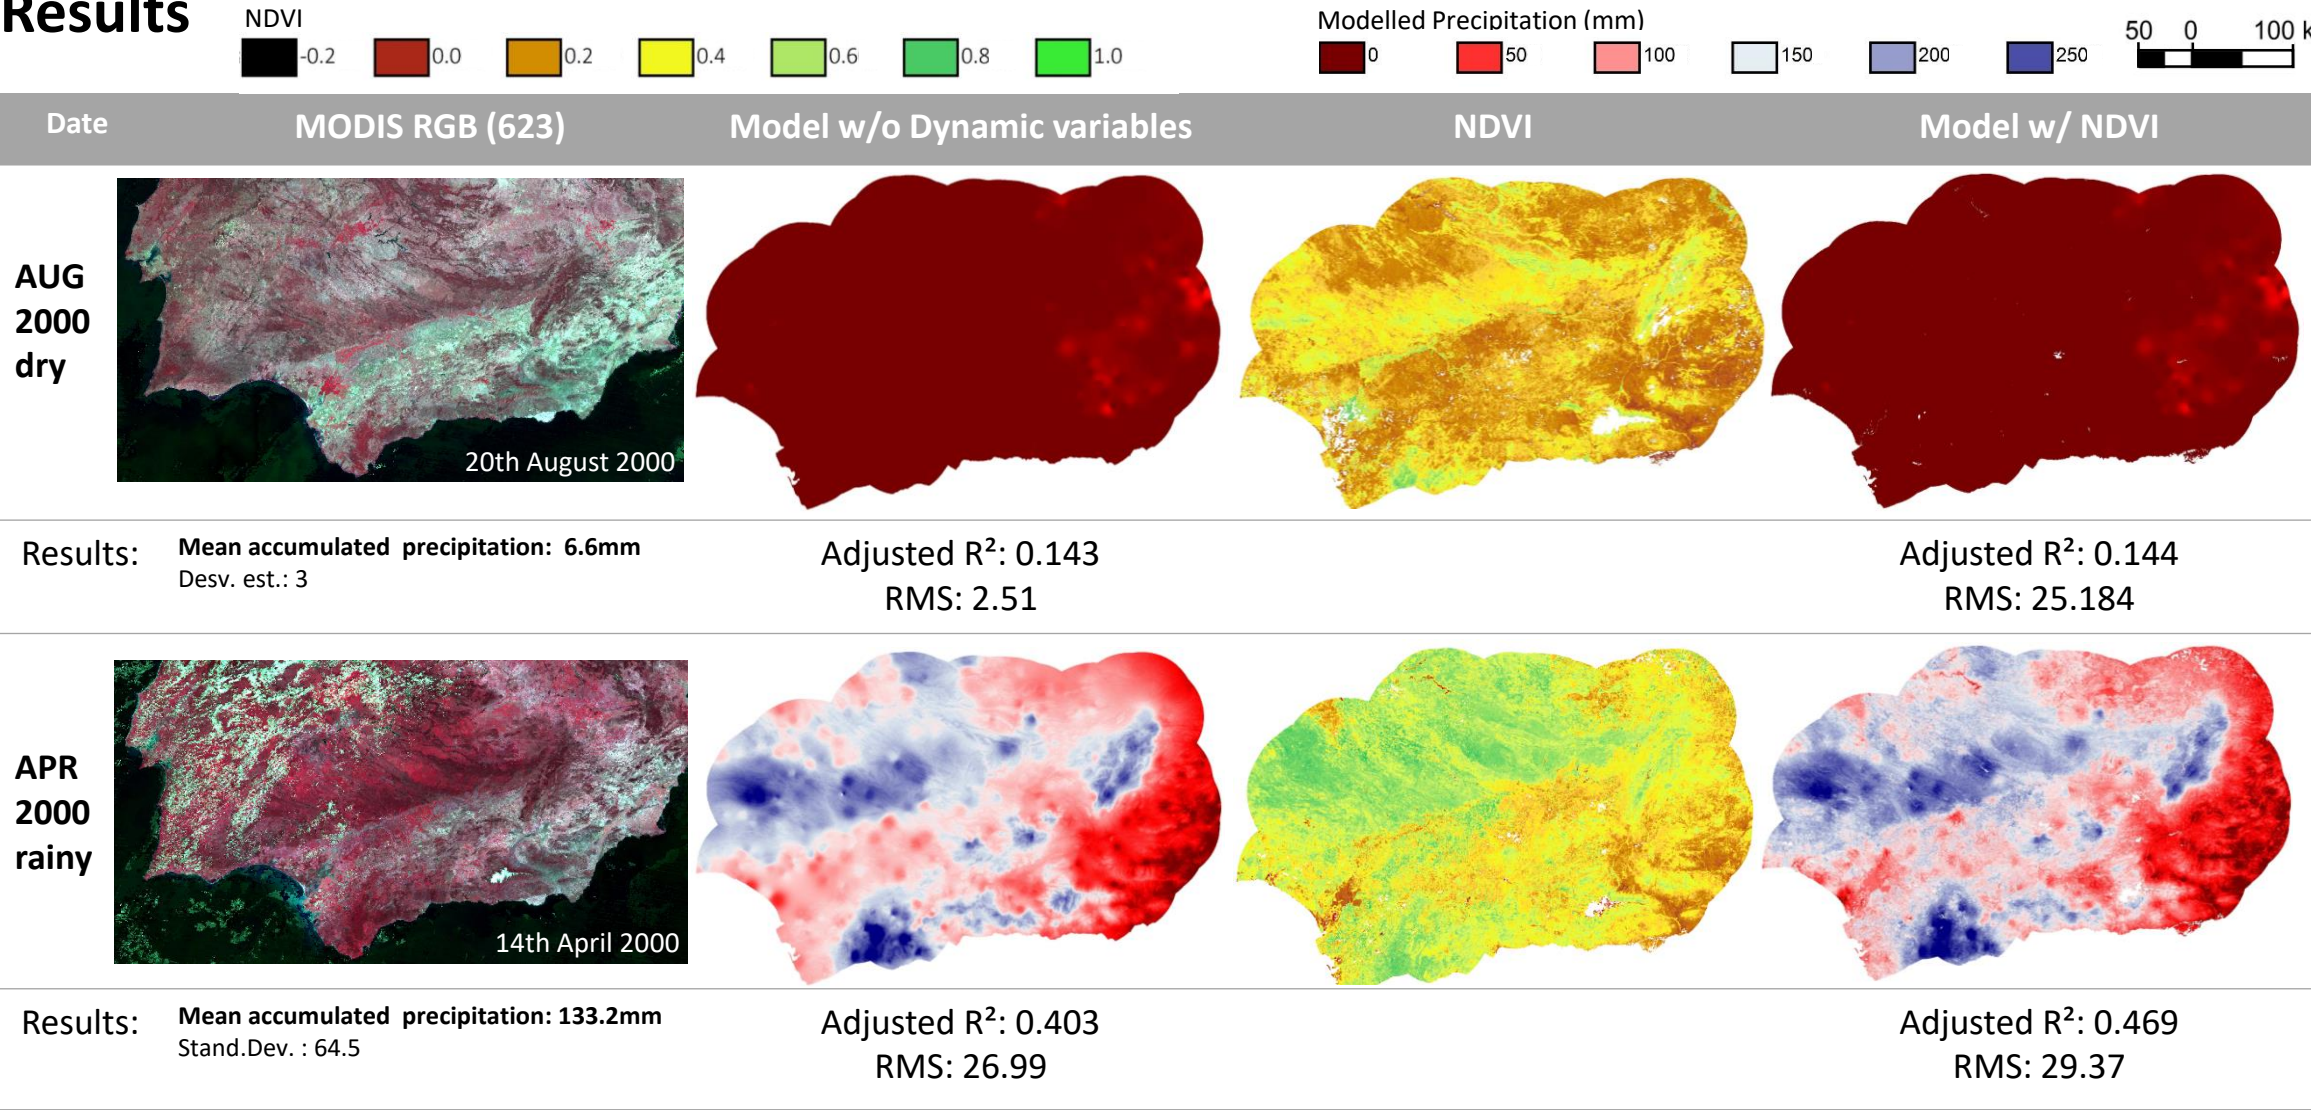 Results
NDVI
-0.2 0.0 0.2 0.4 0.6 0.8 1.0
Modelled Precipitation (mm)
0 50 100 150 200 250
50 0 100 k
Date MODIS RGB (623) Model w/o Dynamic variables NDVI Model w/ NDVI
AUG
2000
dry
20th August 2000
Results: Mean accumulated precipitation: 6.6mm
Desv. est.: 3
Adjusted R²: 0.143
RMS: 2.51
Adjusted R²: 0.144
RMS: 25.184
APR
2000
rainy
14th April 2000
Results: Mean accumulated precipitation: 133.2mm
Stand.Dev. : 64.5
Adjusted R²: 0.403
RMS: 26.99
Adjusted R²: 0.469
RMS: 29.37